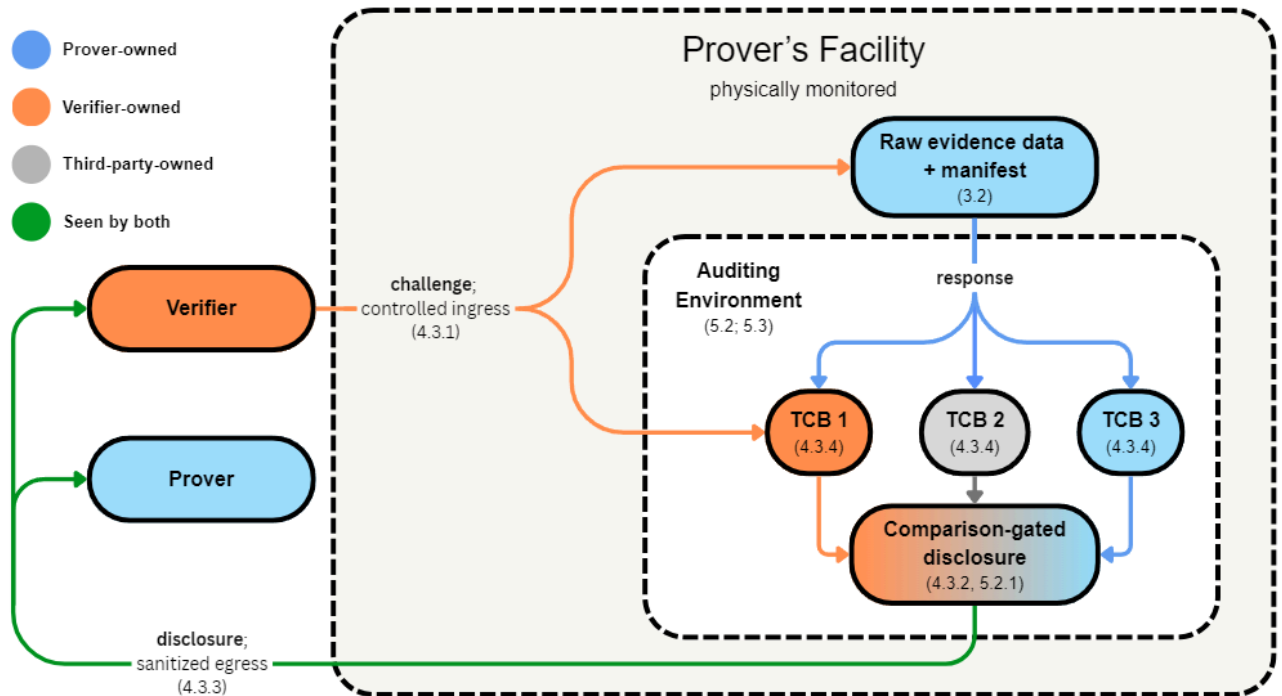 Prover-owned
Verifier-owned
Third-party-owned
Seen by both
Prover's Facility
physically monitored
Raw evidence data
+ manifest
(3.2)
Auditing
Environment
(5.2; 5.3)
response
Verifier
challenge;
controlled ingress
(4.3.1)
Prover
TCB 1
(4.3.4)
TCB 2
(4.3.4)
TCB 3
(4.3.4)
Comparison-gated
disclosure
(4.3.2, 5.2.1)
disclosure;
sanitized egress
(4.3.3)